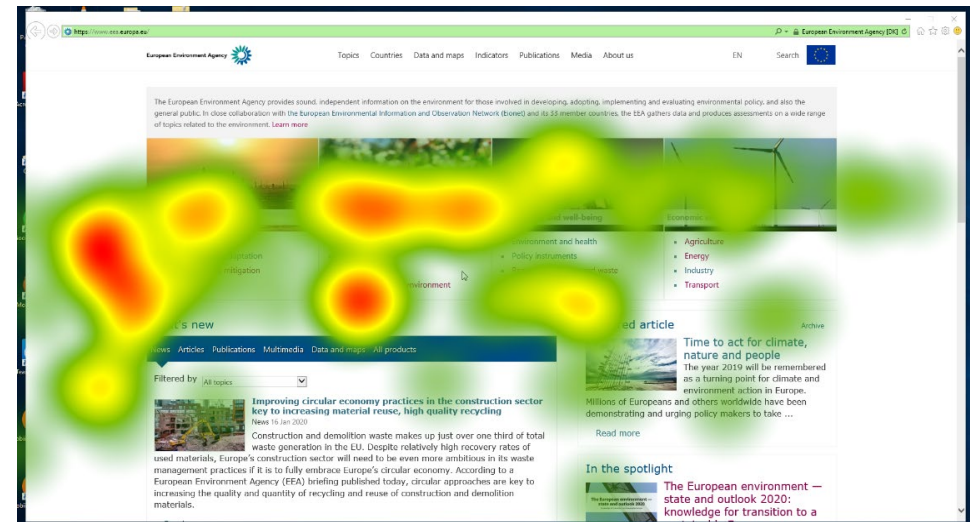 https://www.eea.europa.eu/
European Environment Agency [DK]
European Environment Agency
Topics Countries Data and maps Indicators Publications Media About us EN Search
The European Environment Agency provides sound, independent information on the environment for those involved in developing, adopting, implementing and evaluating environmental policy, and also the
general public. In close collaboration with the European Environmental Information and Observation Network (Eionet) and its 33 member countries, the EEA gathers data and produces assessments on a wide range
of topics related to the environment. Learn more
well-being
Environment and health
Policy instruments
waste
Agriculture
Energy
Industry
Transport
mitigation
new
News Articles Publications Multimedia Data and maps All products
Filtered by All topics
Improving circular economy practices in the construction sector
key to increasing material reuse, high quality recycling
News 16 Jan 2020
Construction and demolition waste makes up just over one third of total
waste generation in the EU. Despite relatively high recovery rates of
used materials, Europe's construction sector will need to be even more ambitious in its waste
management practices if it is to fully embrace Europe's circular economy. According to a
European Environment Agency (EEA) briefing published today, circular approaches are key to
increasing the quality and quantity of recycling and reuse of construction and demolition
materials.
article Archive
Time to act for climate,
nature and people
The year 2019 will be remembered
as a turning point for climate and
environment action in Europe.
Millions of Europeans and others worldwide have been
demonstrating and urging policy makers to take ...
Read more
In the spotlight
The European environment —
state and outlook 2020:
knowledge for transition to a